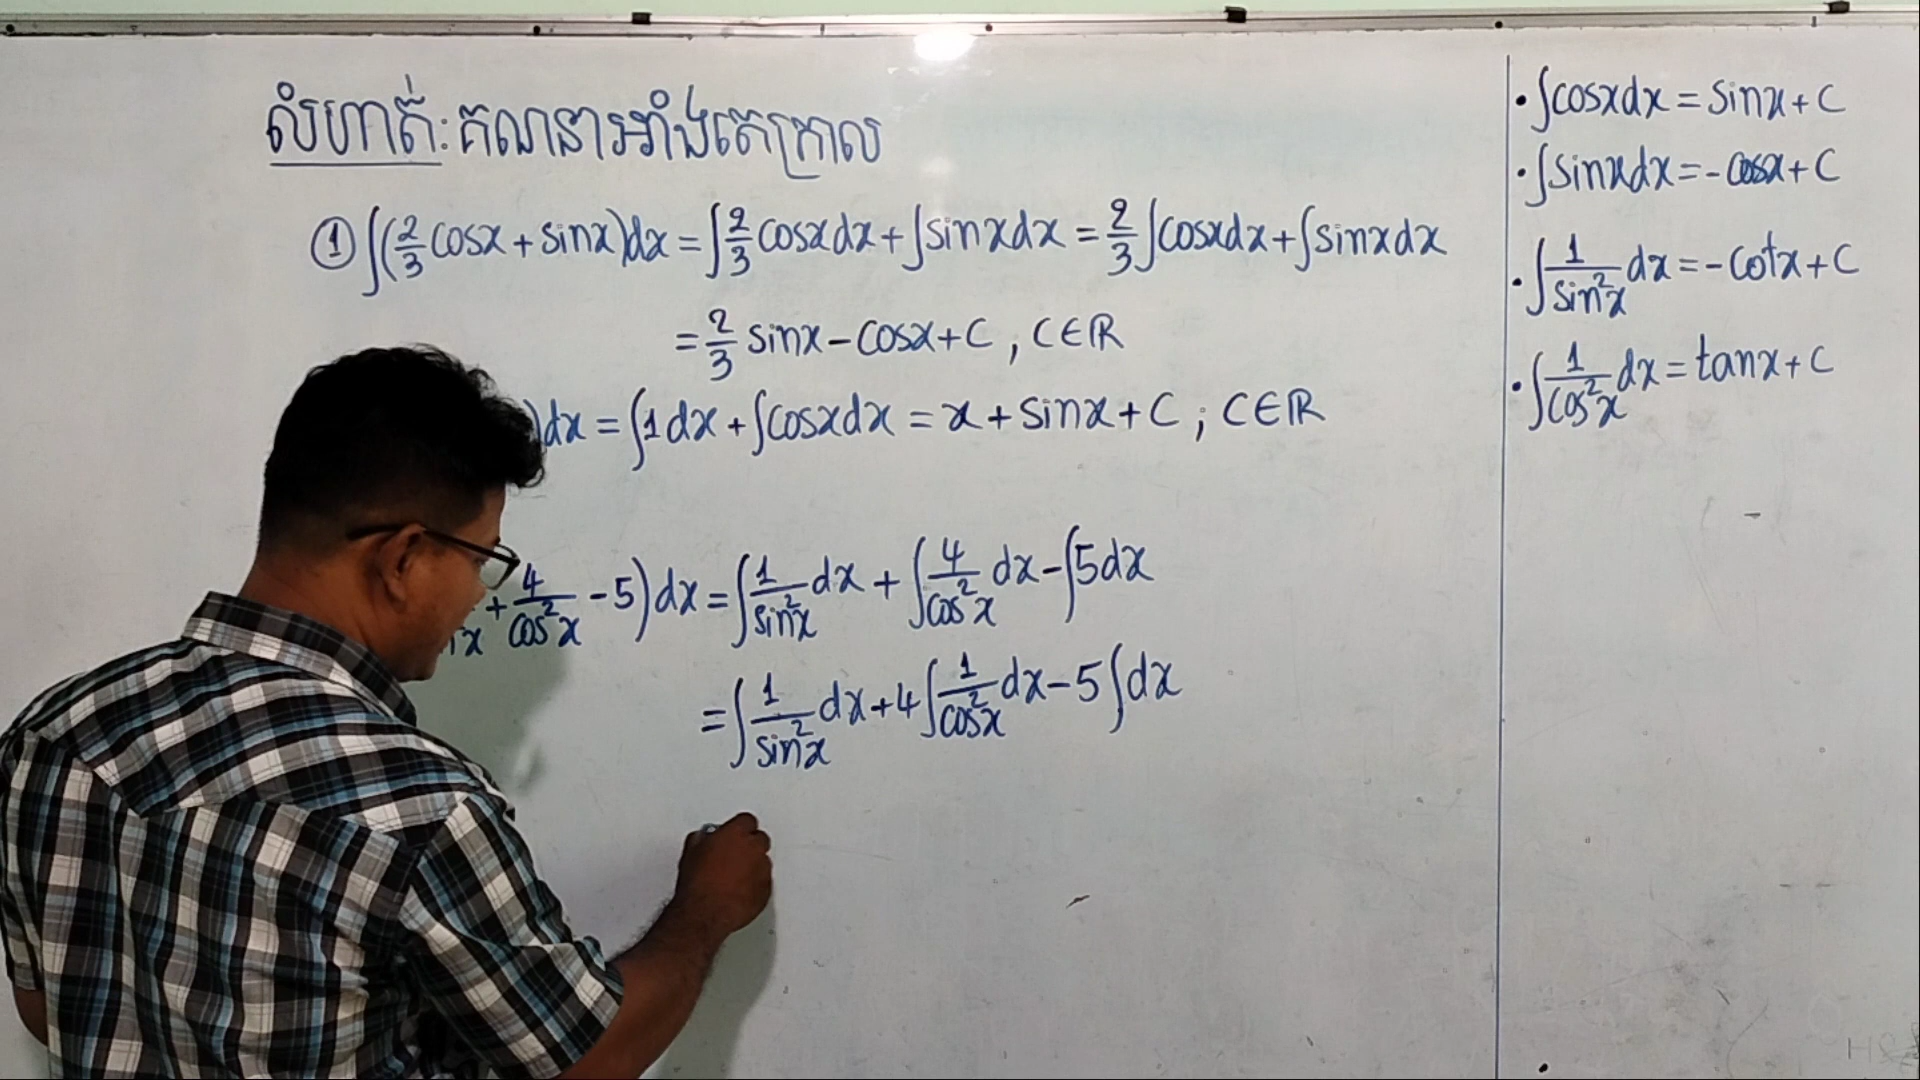 លំហាត់: គណនាអាំងតេក្រាល
① ∫(2/3 cosx + sinx)dx = ∫2/3 cosxdx + ∫sinxdx = 2/3 ∫cosxdx + ∫sinxdx
= 2/3 sinx - cosx + C , C∈ℝ
)dx = ∫1dx + ∫cosxdx = x + sinx + C ; C∈ℝ
+ 4/cos²x - 5)dx = ∫1/sin²x dx + ∫4/cos²x dx - ∫5dx
= ∫1/sin²x dx + 4∫1/cos²x dx - 5∫dx
• ∫cosxdx = sinx + C
• ∫sinxdx = -cosx + C
• ∫1/sin²x dx = -cotx + C
• ∫1/cos²x dx = tanx + C